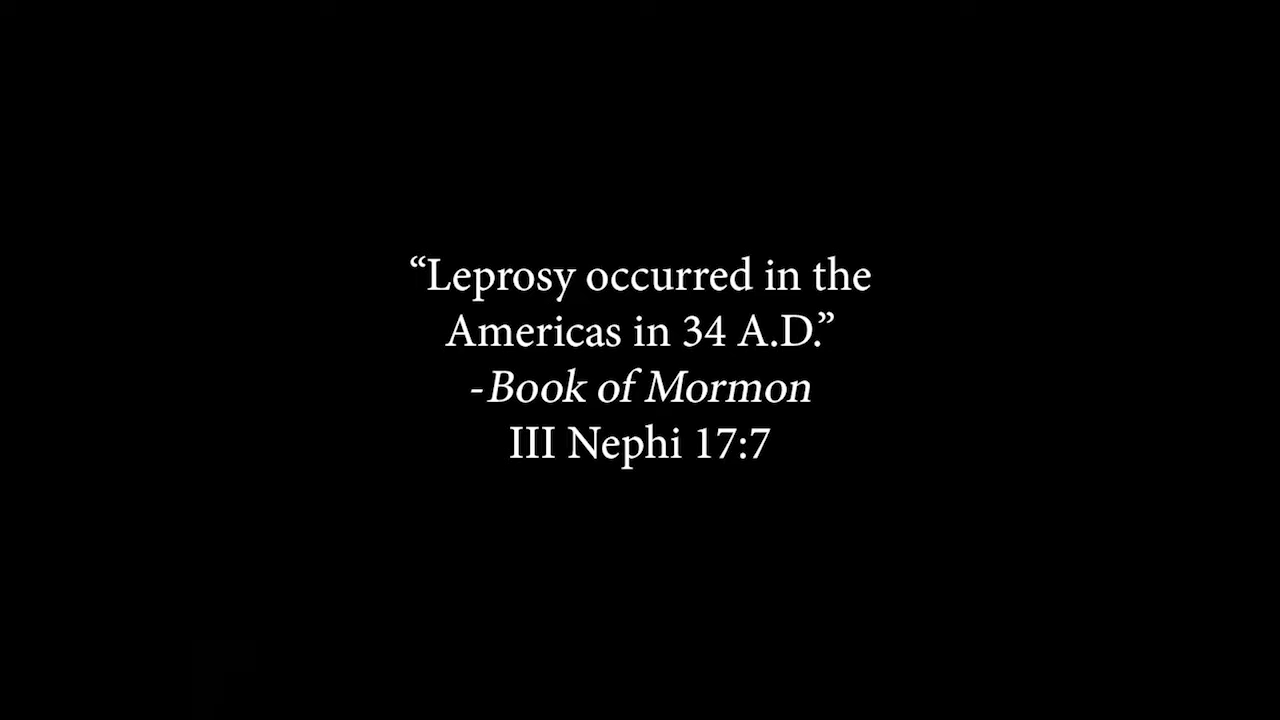 “Leprosy occurred in the
Americas in 34 A.D.”
-Book of Mormon
III Nephi 17:7